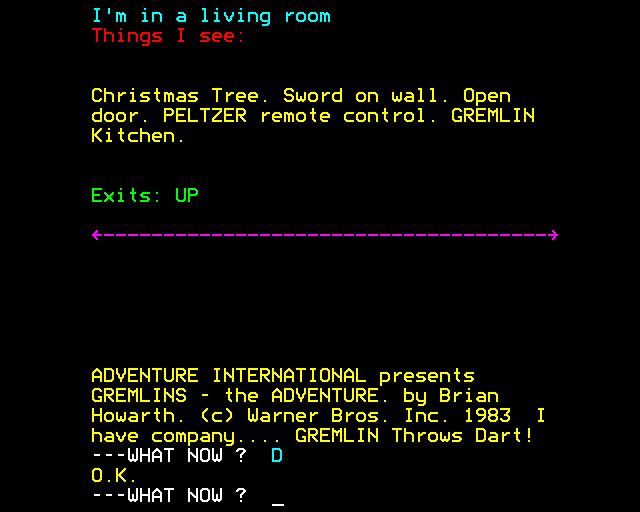 I'm in a living room
Things I see:
Christmas Tree. Sword on wall. Open
door. PELTZER remote control. GREMLIN
Kitchen.
Exits: UP
ADVENTURE INTERNATIONAL presents
GREMLINS - the ADVENTURE. by Brian
Howarth. (c) Warner Bros. Inc. 1983  I
have company.... GREMLIN Throws Dart!
---WHAT NOW ?  D
O.K.
---WHAT NOW ?  _